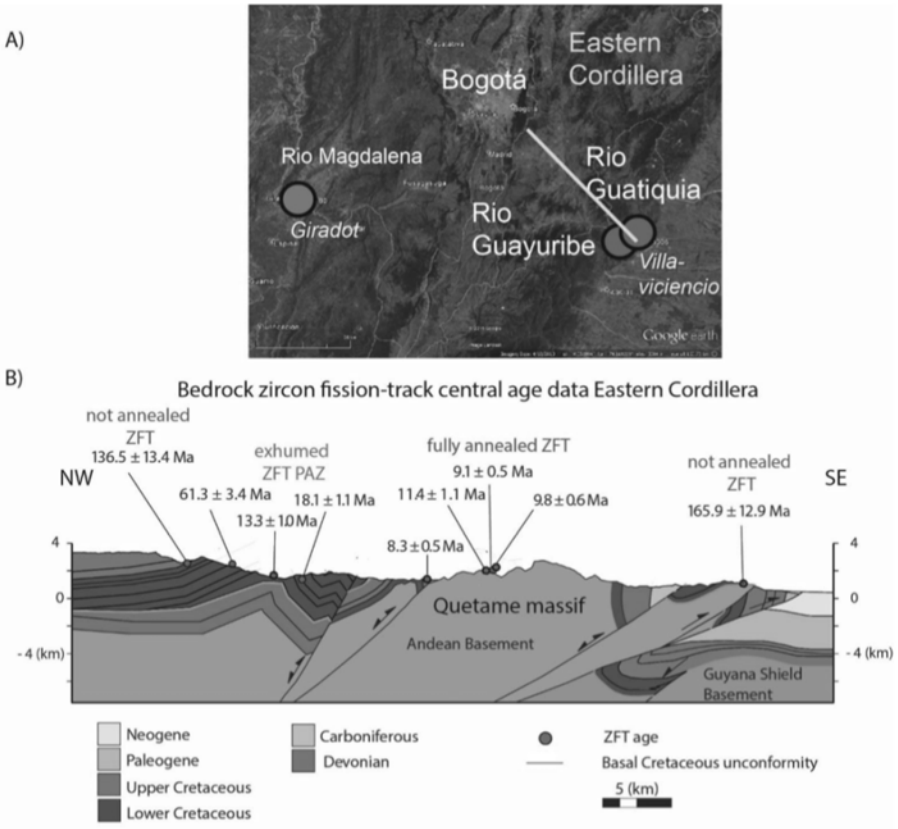 A)
Eastern
Cordillera
Bogotá
Rio Magdalena
Rio
Guatiquia
Rio
Guayuribe
Giradot
Villa-
viciencio
Google earth
B)
Bedrock zircon fission-track central age data Eastern Cordillera
not annealed
ZFT
136.5 ± 13.4 Ma
exhumed
ZFT PAZ
fully annealed ZFT
not annealed
ZFT
NW
SE
61.3 ± 3.4 Ma
18.1 ± 1.1 Ma
13.3 ± 1.0 Ma
9.1 ± 0.5 Ma
11.4 ± 1.1 Ma
9.8 ± 0.6 Ma
165.9 ± 12.9 Ma
8.3 ± 0.5 Ma
4
0
- 4 (km)
4
0
- 4 (km)
Quetame massif
Andean Basement
Guyana Shield
Basement
Neogene
Paleogene
Upper Cretaceous
Lower Cretaceous
Carboniferous
Devonian
ZFT age
Basal Cretaceous unconformity
5 (km)